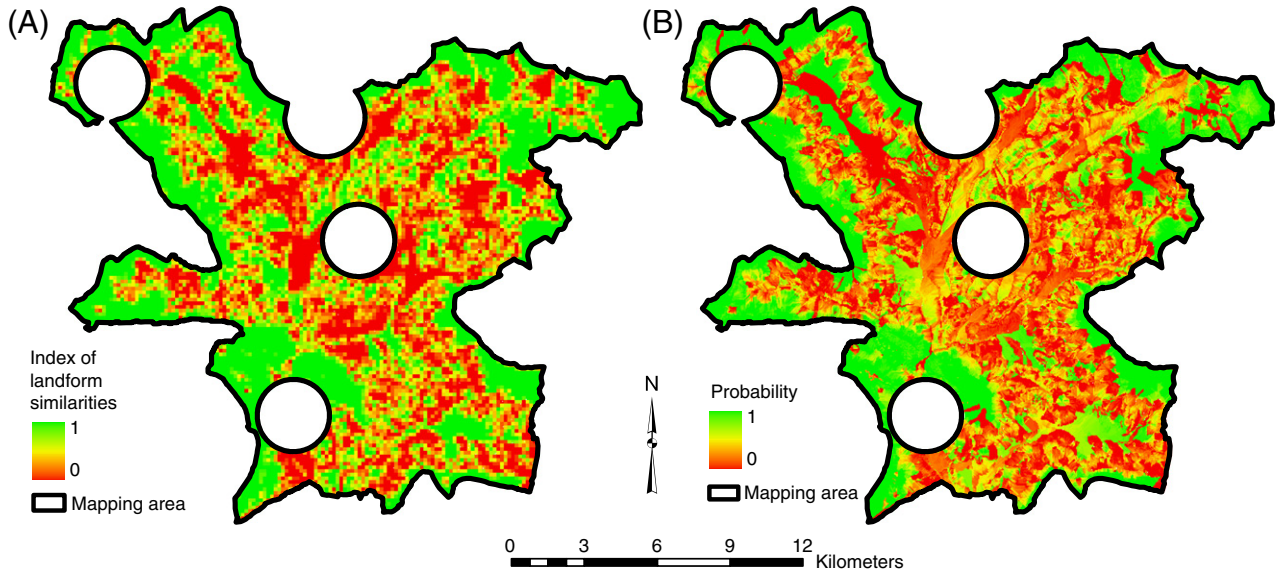 (A)
(B)
Index of
landform
similarities
1
0
Mapping area
N
Probability
1
0
Mapping area
0 3 6 9 12
Kilometers